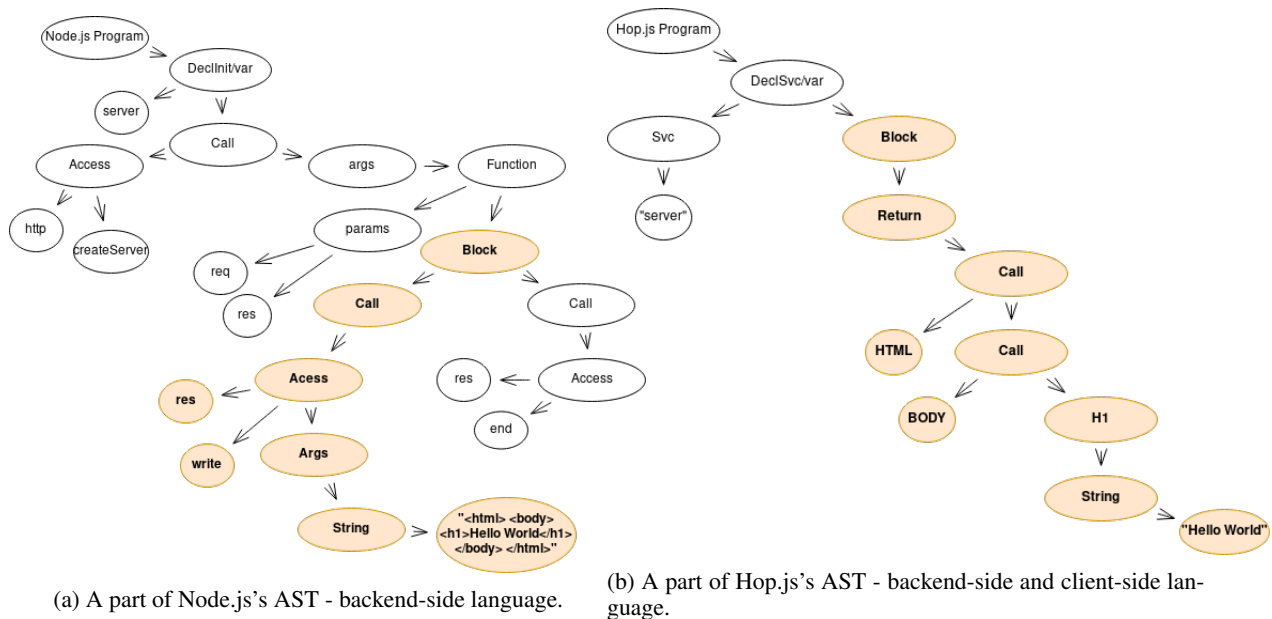 Node.js Program
DeclInit/var
server
Call
Access
args
Function
http
createServer
params
req
res
Block
Call
Call
Acess
res
write
Args
res
Access
end
String
"<html> <body>
<h1>Hello World</h1>
</body> </html>"
(a) A part of Node.js's AST - backend-side language.
Hop.js Program
DeclSvc/var
Svc
Block
"server"
Return
Call
HTML
Call
BODY
H1
String
"Hello World"
(b) A part of Hop.js's AST - backend-side and client-side lan-
guage.